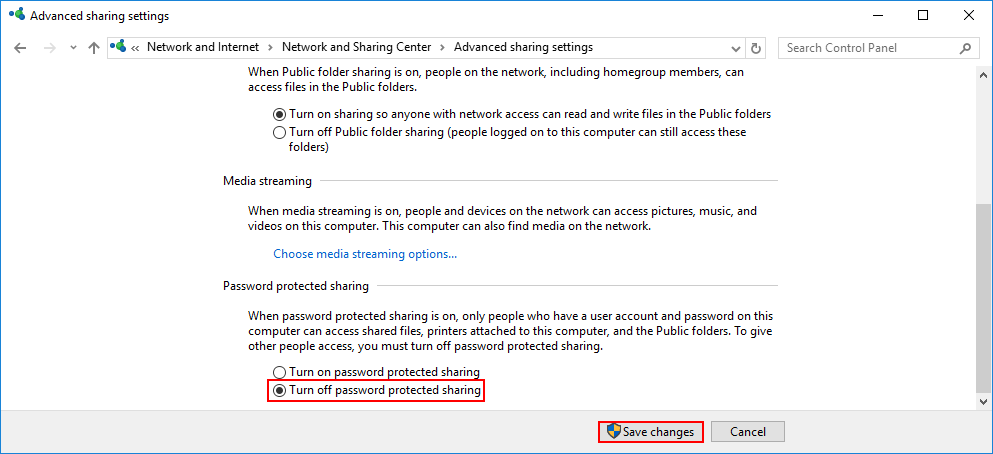 Advanced sharing settings
« Network and Internet > Network and Sharing Center > Advanced sharing settings
Search Control Panel
When Public folder sharing is on, people on the network, including homegroup members, can
access files in the Public folders.
Turn on sharing so anyone with network access can read and write files in the Public folders
Turn off Public folder sharing (people logged on to this computer can still access these
folders)
Media streaming
When media streaming is on, people and devices on the network can access pictures, music, and
videos on this computer. This computer can also find media on the network.
Choose media streaming options...
Password protected sharing
When password protected sharing is on, only people who have a user account and password on this
computer can access shared files, printers attached to this computer, and the Public folders. To give
other people access, you must turn off password protected sharing.
Turn on password protected sharing
Turn off password protected sharing
Save changes
Cancel